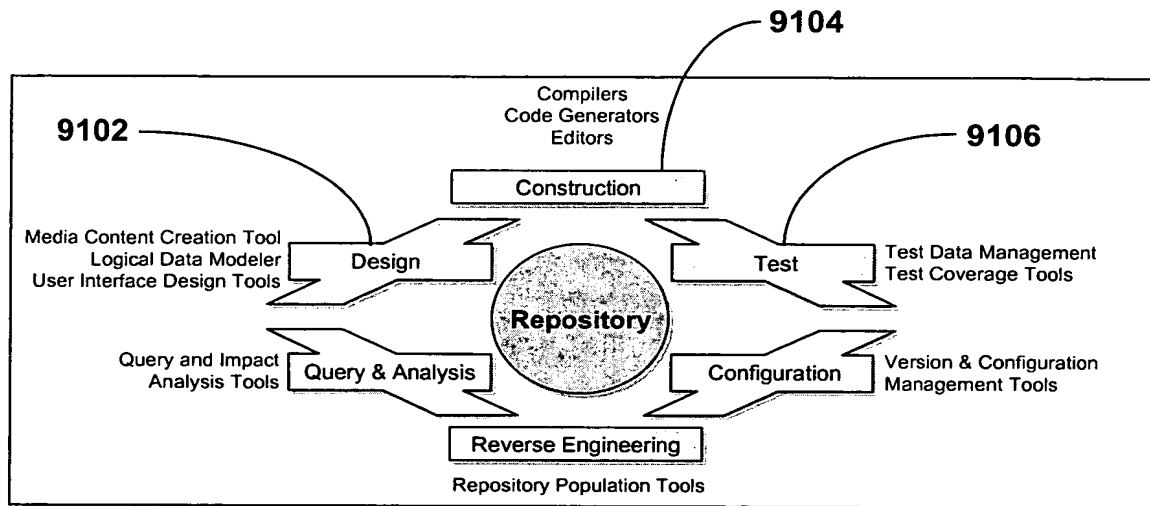 9104
Compilers
Code Generators
Editors
9102
9106
Construction
Media Content Creation Tool
Logical Data Modeler
User Interface Design Tools
Design
Test
Test Data Management
Test Coverage Tools
Repository
Query and Impact
Analysis Tools
Query & Analysis
Configuration
Version & Configuration
Management Tools
Reverse Engineering
Repository Population Tools